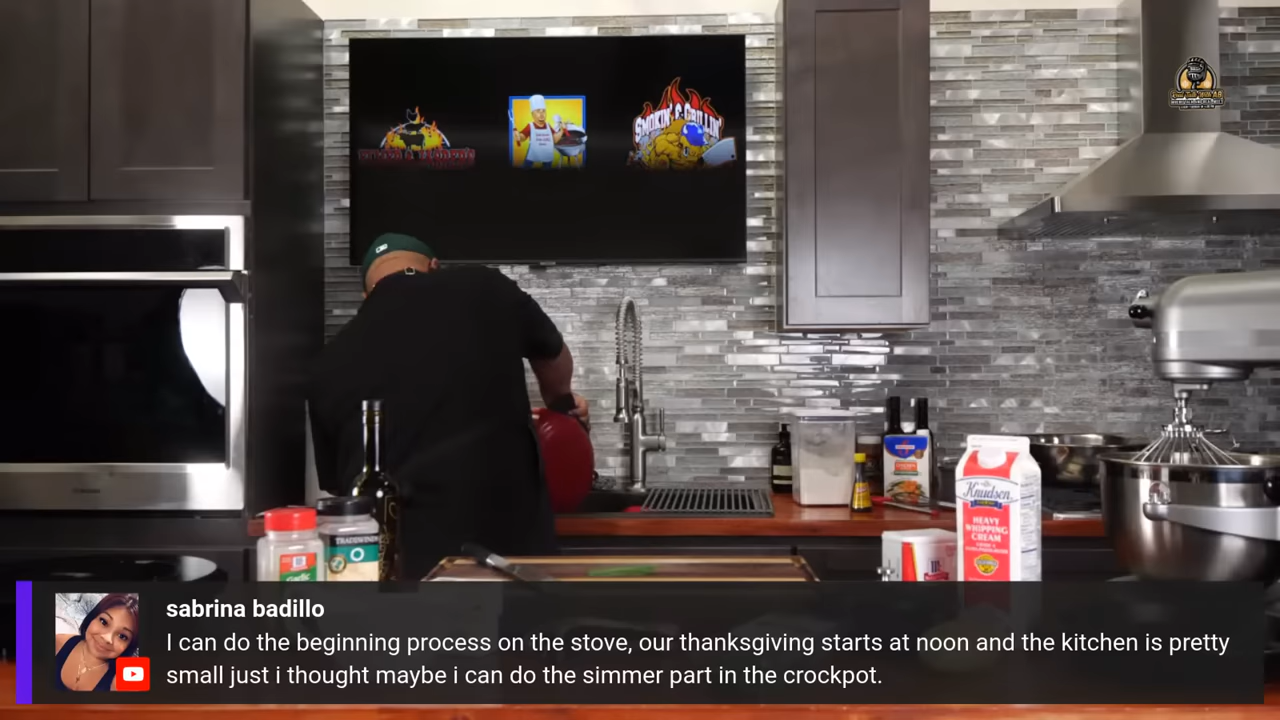 SMOKIN' & GRILLIN'
Knudsen
HEAVY
WHIPPING
CREAM
TRADEWINDS
Garlic
sabrina badillo
I can do the beginning process on the stove, our thanksgiving starts at noon and the kitchen is pretty
small just i thought maybe i can do the simmer part in the crockpot.